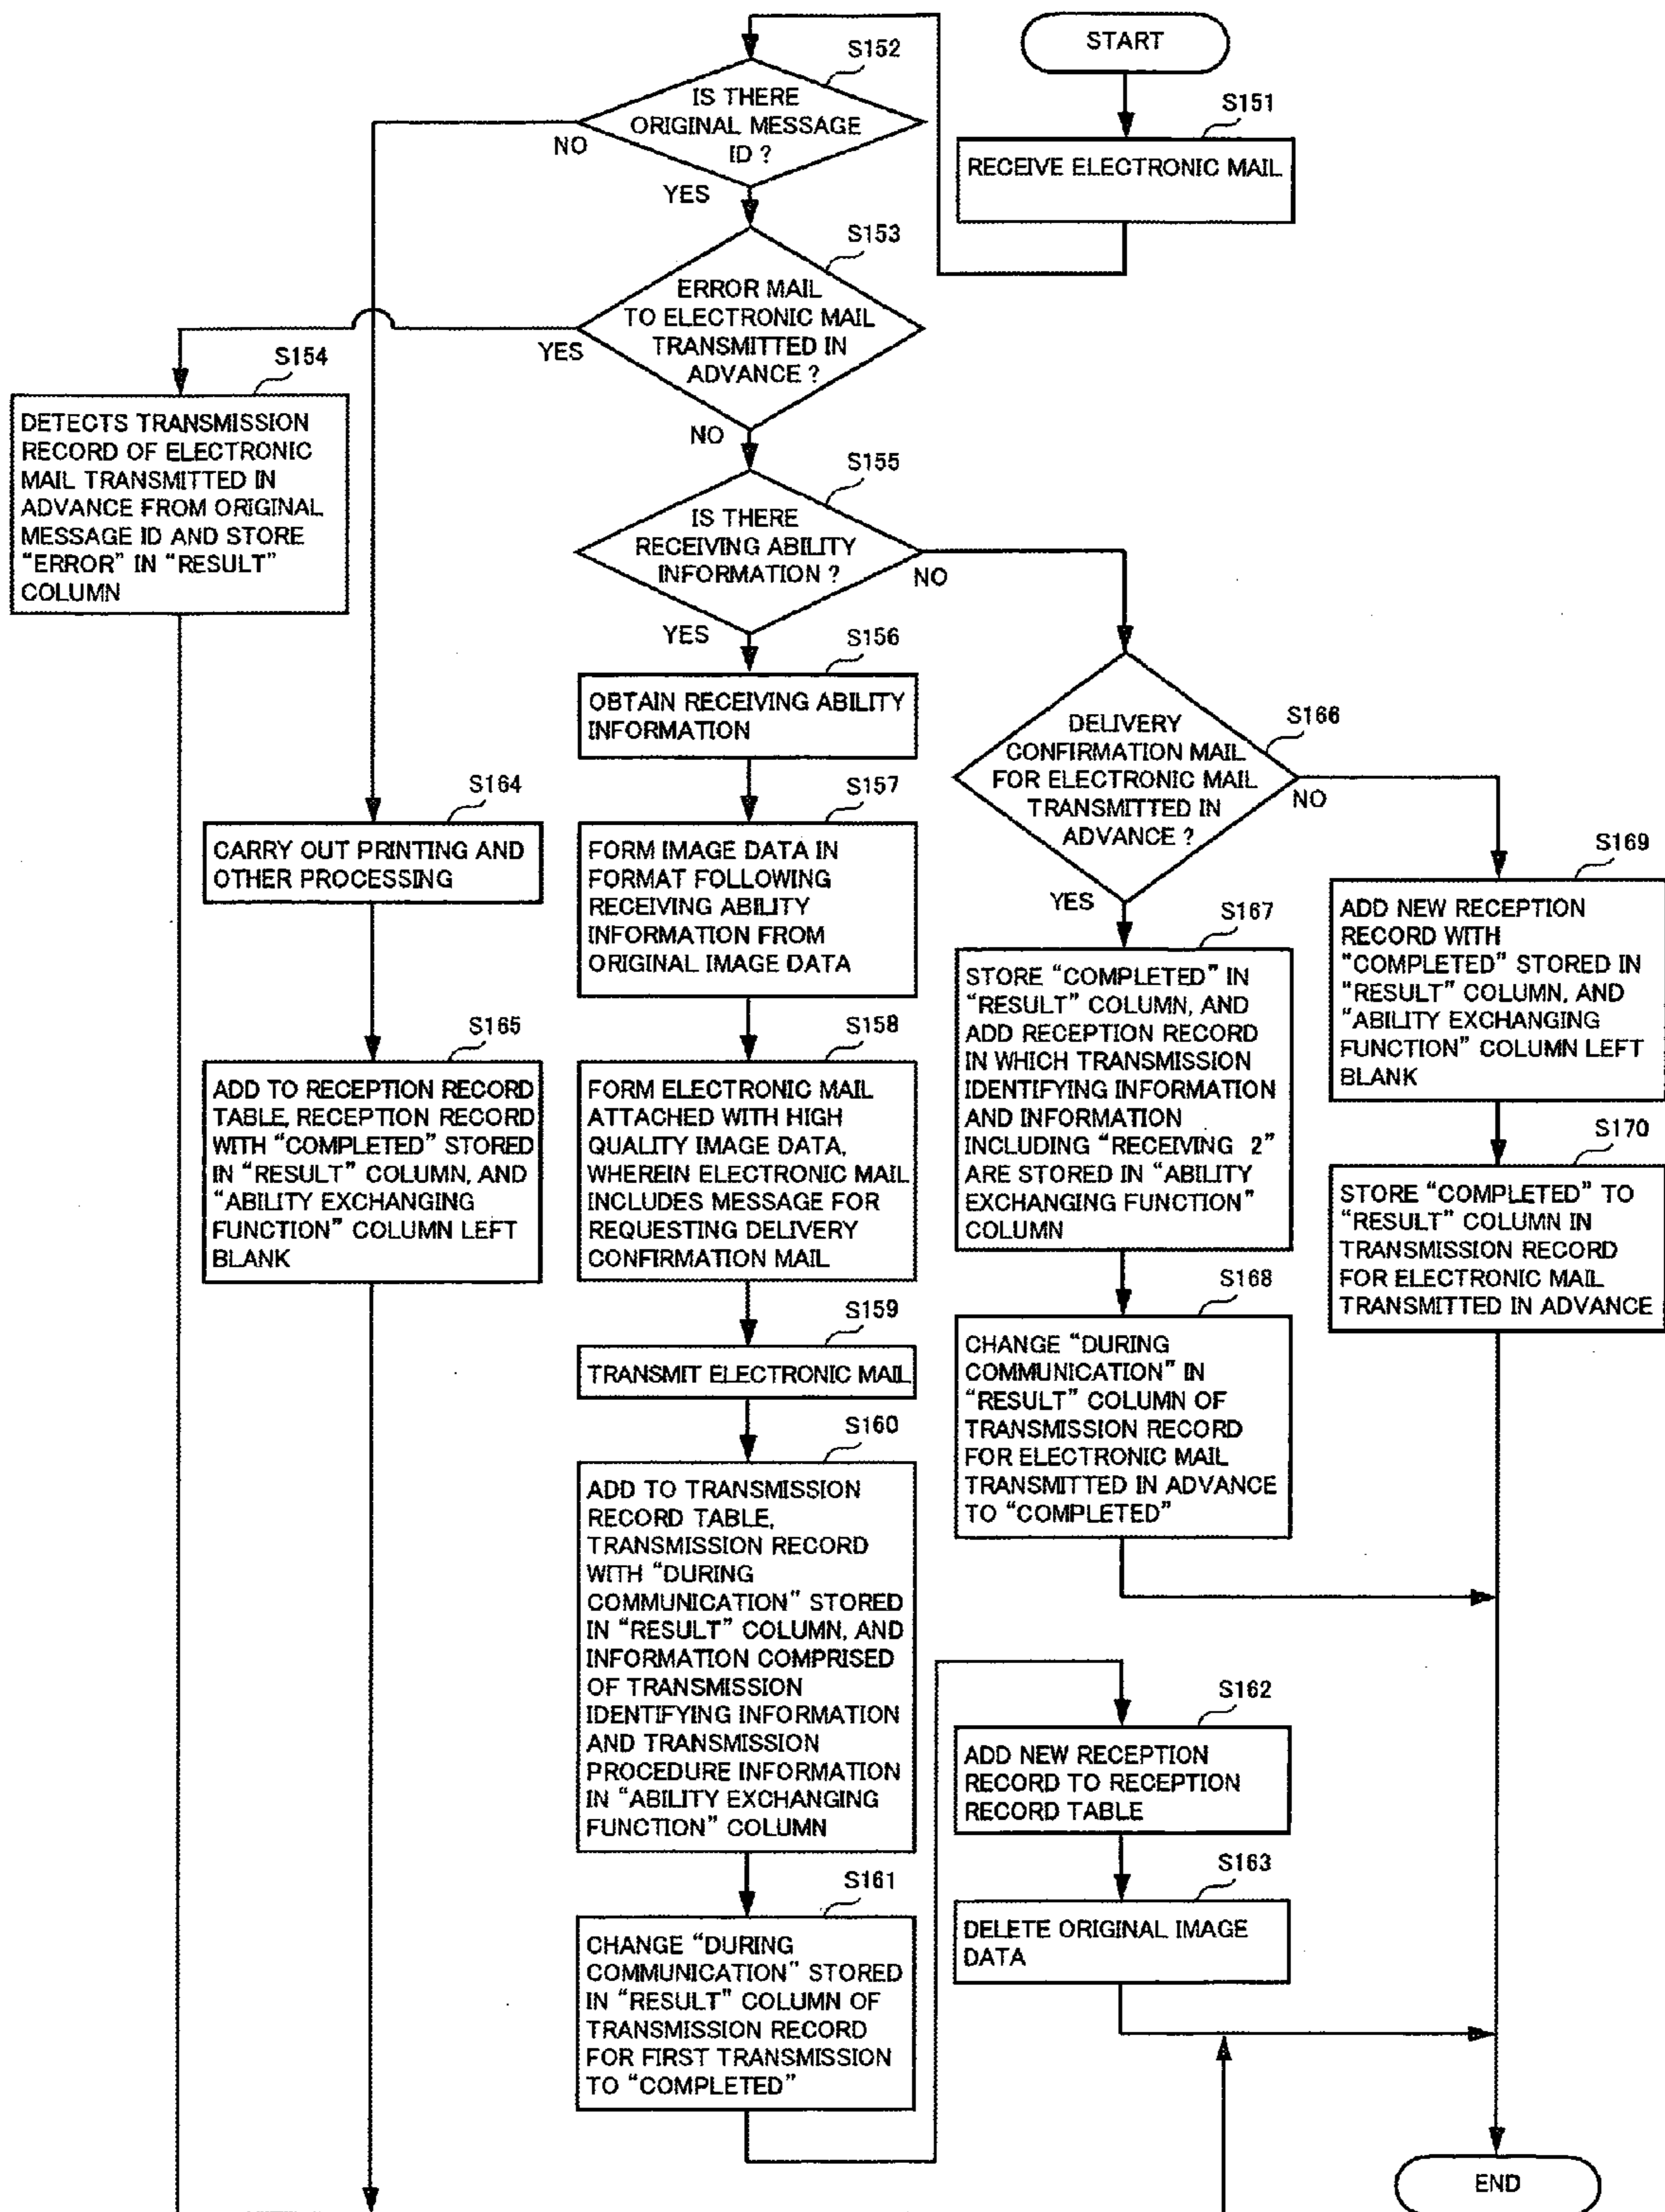 START
S151
RECEIVE ELECTRONIC MAIL
S152
IS THERE
ORIGINAL MESSAGE
ID ?
NO
YES
S153
ERROR MAIL
TO ELECTRONIC MAIL
TRANSMITTED IN
ADVANCE ?
YES
NO
S154
DETECTS TRANSMISSION
RECORD OF ELECTRONIC
MAIL TRANSMITTED IN
ADVANCE FROM ORIGINAL
MESSAGE ID AND STORE
“ERROR” IN “RESULT”
COLUMN
S155
IS THERE
RECEIVING ABILITY
INFORMATION ?
NO
YES
S156
OBTAIN RECEIVING ABILITY
INFORMATION
S157
FORM IMAGE DATA IN
FORMAT FOLLOWING
RECEIVING ABILITY
INFORMATION FROM
ORIGINAL IMAGE DATA
S158
FORM ELECTRONIC MAIL
ATTACHED WITH HIGH
QUALITY IMAGE DATA,
WHEREIN ELECTRONIC MAIL
INCLUDES MESSAGE FOR
REQUESTING DELIVERY
CONFIRMATION MAIL
S159
TRANSMIT ELECTRONIC MAIL
S160
ADD TO TRANSMISSION
RECORD TABLE,
TRANSMISSION RECORD
WITH “DURING
COMMUNICATION” STORED
IN “RESULT” COLUMN, AND
INFORMATION COMPRISED
OF TRANSMISSION
IDENTIFYING INFORMATION
AND TRANSMISSION
PROCEDURE INFORMATION
IN “ABILITY EXCHANGING
FUNCTION” COLUMN
S161
CHANGE “DURING
COMMUNICATION” STORED
IN “RESULT” COLUMN OF
TRANSMISSION RECORD
FOR FIRST TRANSMISSION
TO “COMPLETED”
S162
ADD NEW RECEPTION
RECORD TO RECEPTION
RECORD TABLE
S163
DELETE ORIGINAL IMAGE
DATA
S164
CARRY OUT PRINTING AND
OTHER PROCESSING
S165
ADD TO RECEPTION RECORD
TABLE, RECEPTION RECORD
WITH “COMPLETED” STORED
IN “RESULT” COLUMN, AND
“ABILITY EXCHANGING
FUNCTION” COLUMN LEFT
BLANK
S166
DELIVERY
CONFIRMATION MAIL
FOR ELECTRONIC MAIL
TRANSMITTED IN
ADVANCE ?
NO
YES
S167
STORE “COMPLETED” IN
“RESULT” COLUMN, AND
ADD RECEPTION RECORD
IN WHICH TRANSMISSION
IDENTIFYING INFORMATION
AND INFORMATION
INCLUDING “RECEIVING 2”
ARE STORED IN “ABILITY
EXCHANGING FUNCTION”
COLUMN
S168
CHANGE “DURING
COMMUNICATION” IN
“RESULT” COLUMN OF
TRANSMISSION RECORD
FOR ELECTRONIC MAIL
TRANSMITTED IN ADVANCE
TO “COMPLETED”
S169
ADD NEW RECEPTION
RECORD WITH
“COMPLETED” STORED IN
“RESULT” COLUMN, AND
“ABILITY EXCHANGING
FUNCTION” COLUMN LEFT
BLANK
S170
STORE “COMPLETED” TO
“RESULT” COLUMN IN
TRANSMISSION RECORD
FOR ELECTRONIC MAIL
TRANSMITTED IN ADVANCE
END